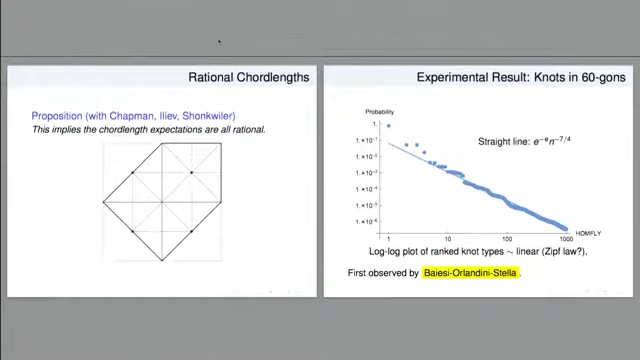 Rational Chordlengths
Proposition (with Chapman, Iliev, Shonkwiler)
This implies the chordlength expectations are all rational.
Experimental Result: Knots in 60-gons
Probability
1.
1.×10⁻¹
1.×10⁻²
1.×10⁻³
1.×10⁻⁴
1.×10⁻⁵
1.×10⁻⁶
Straight line: e⁻ᵉn⁻⁷/⁴
1 10 100 1000
HOMFLY
Log-log plot of ranked knot types ~ linear (Zipf law?).
First observed by Baiesi-Orlandini-Stella.